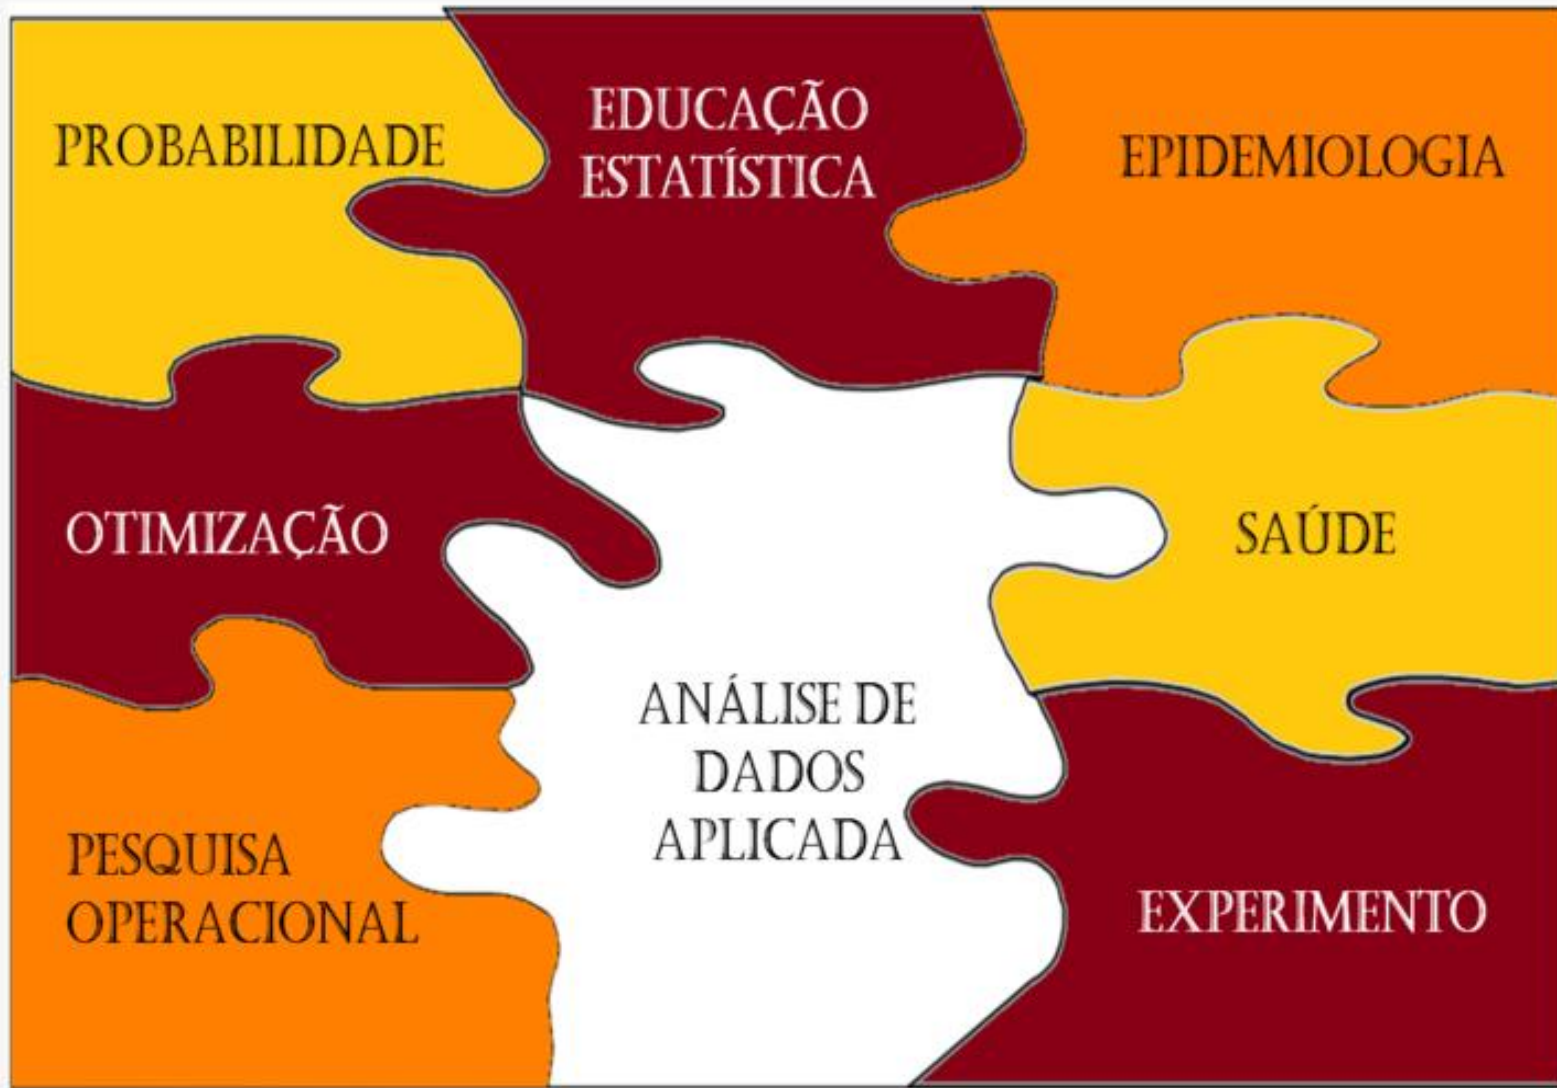 PROBABILIDADE
EDUCAÇÃO
ESTATÍSTICA
EPIDEMIOLOGIA
OTIMIZAÇÃO
SAÚDE
ANÁLISE DE
DADOS
APLICADA
PESQUISA
OPERACIONAL
EXPERIMENTO